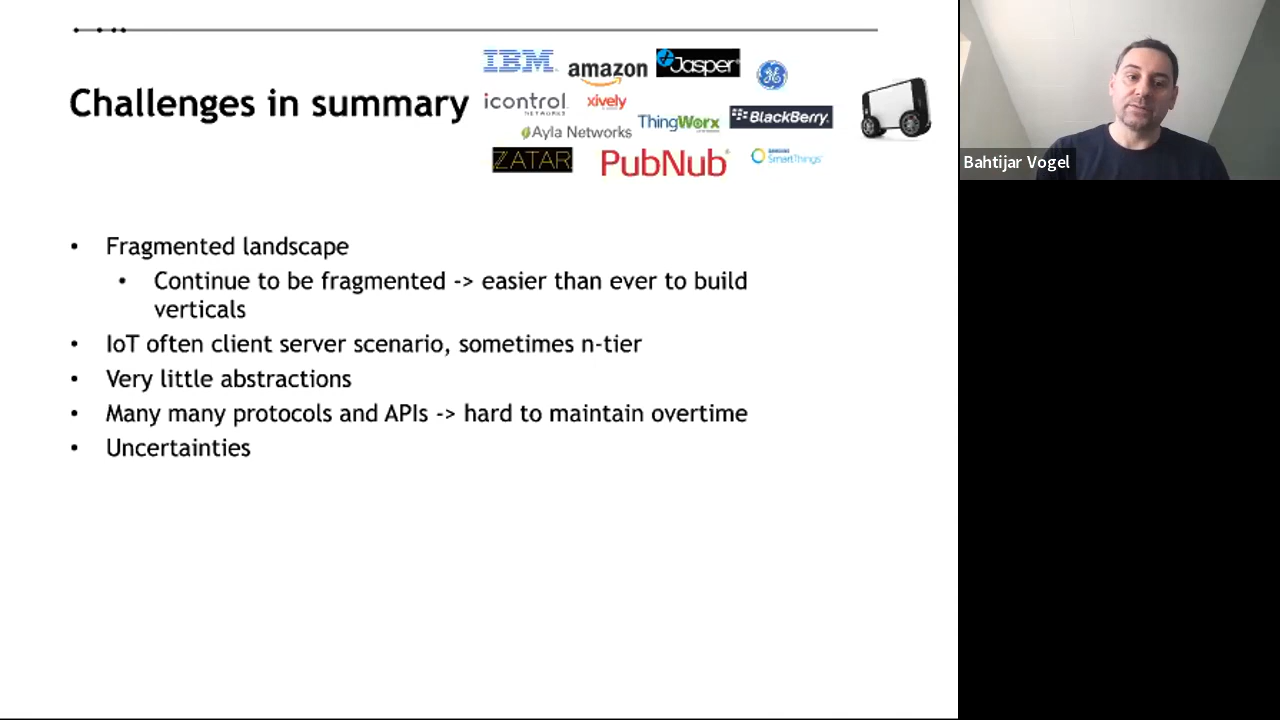 IBM
amazon
Jasper
GE
Challenges in summary
icontrol
NETWORKS
xively
ThingWorx
BlackBerry
Ayla Networks
ZATAR
PubNub
SAMSUNG
SmartThings
Bahtijar Vogel
• Fragmented landscape
• Continue to be fragmented -> easier than ever to build
verticals
• IoT often client server scenario, sometimes n-tier
• Very little abstractions
• Many many protocols and APIs -> hard to maintain overtime
• Uncertainties